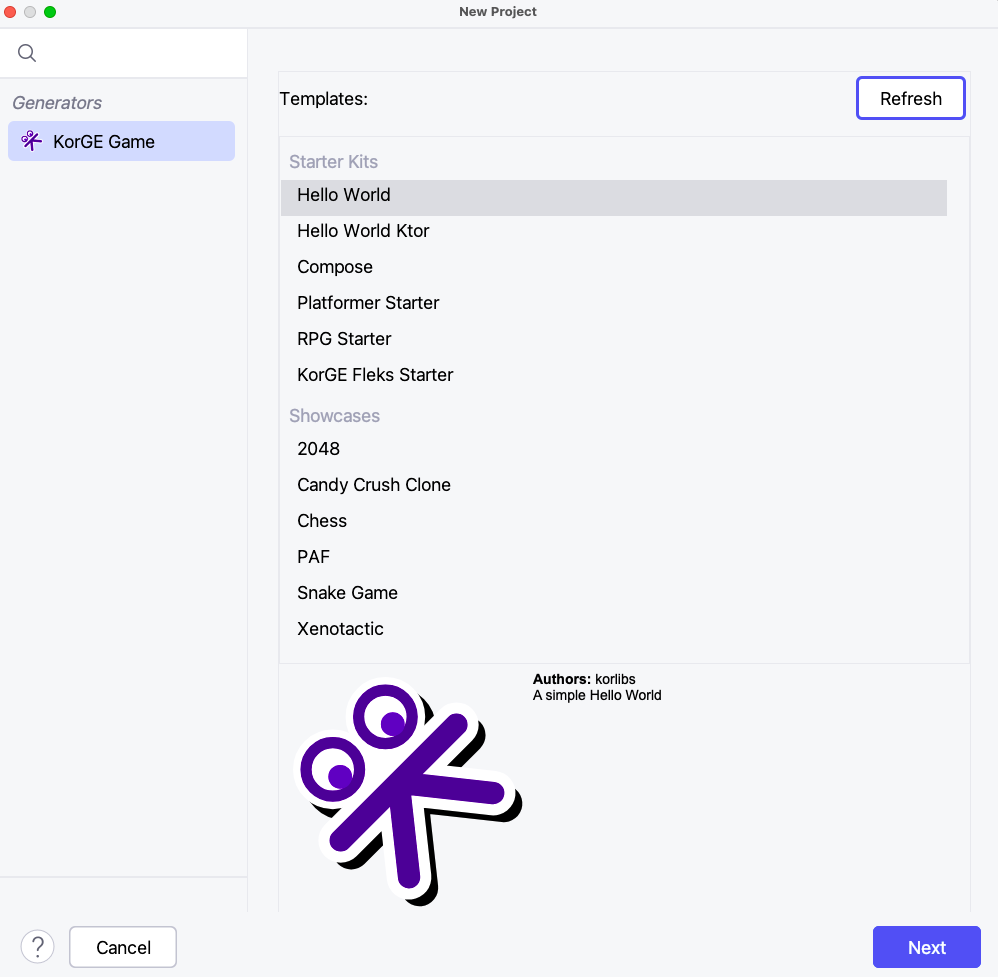 New Project
Generators
KorGE Game
Templates:
Refresh
Starter Kits
Hello World
Hello World Ktor
Compose
Platformer Starter
RPG Starter
KorGE Fleks Starter
Showcases
2048
Candy Crush Clone
Chess
PAF
Snake Game
Xenotactic
Authors: korlibs
A simple Hello World
?
Cancel
Next